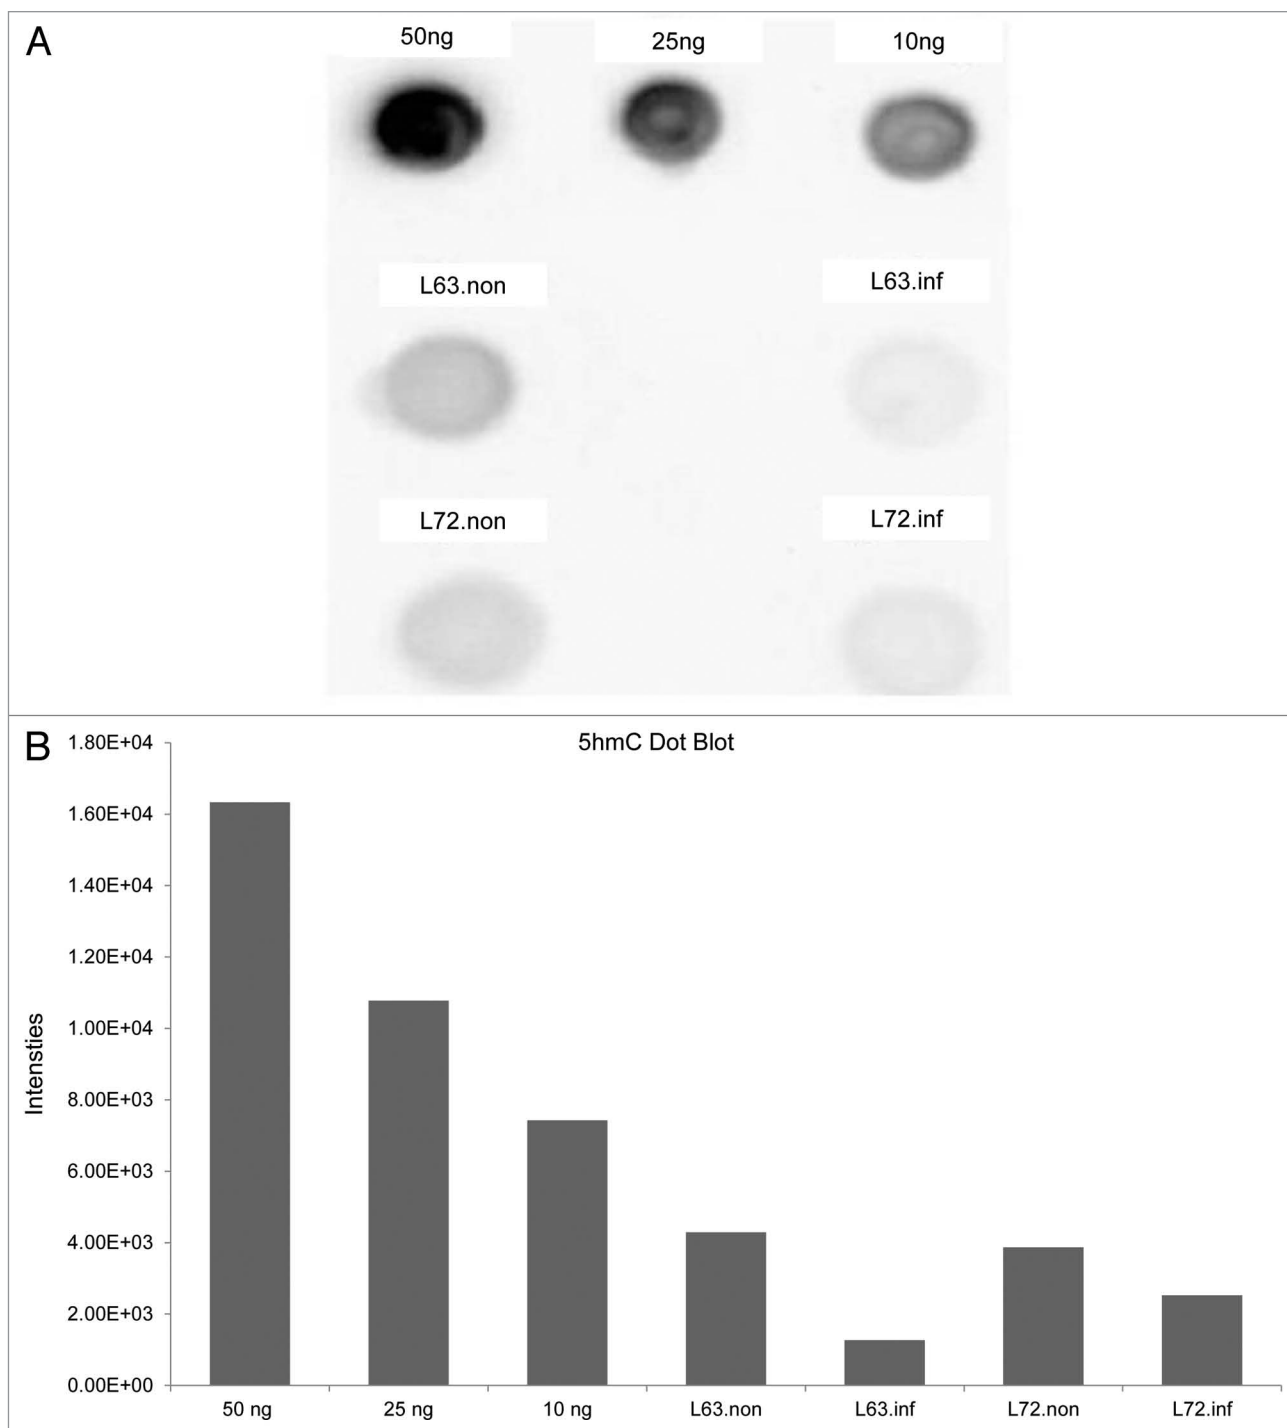 A
50ng 25ng 10ng
L63.non L63.inf
L72.non L72.inf
B
5hmC Dot Blot
1.80E+04
1.60E+04
1.40E+04
1.20E+04
1.00E+04
8.00E+03
6.00E+03
4.00E+03
2.00E+03
0.00E+00
Intensties
50 ng 25 ng 10 ng L63.non L63.inf L72.non L72.inf